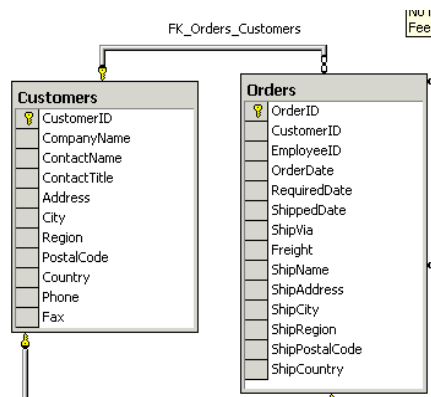 FK_Orders_Customers
Fee
Customers
CustomerID
CompanyName
ContactName
ContactTitle
Address
City
Region
PostalCode
Country
Phone
Fax
Orders
OrderID
CustomerID
EmployeeID
OrderDate
RequiredDate
ShippedDate
ShipVia
Freight
ShipName
ShipAddress
ShipCity
ShipRegion
ShipPostalCode
ShipCountry